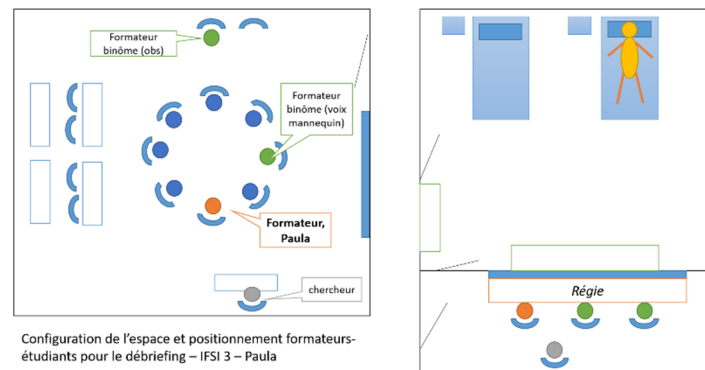 Formateur
binôme (obs)
Formateur
binôme (voix
mannequin)
Formateur,
Paula
chercheur
Régie
Configuration de l'espace et positionnement formateurs-
étudiants pour le débriefing – IFSI 3 – Paula